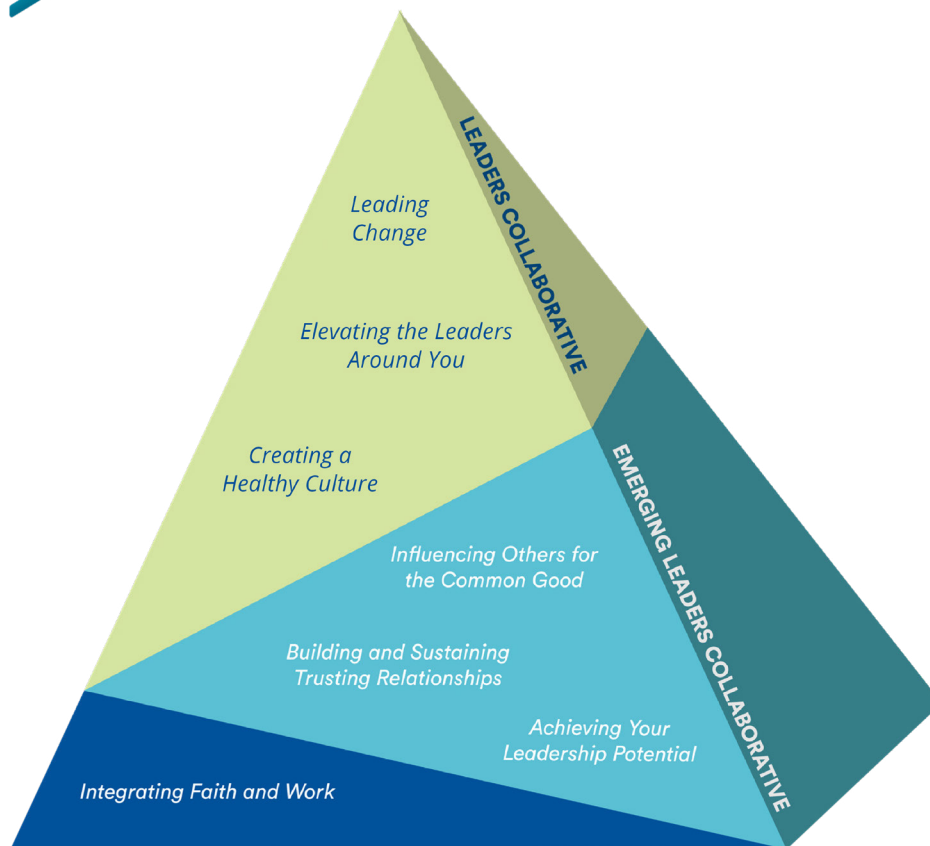 LEADERS COLLABORATIVE
Leading
Change
Elevating the Leaders
Around You
Creating a
Healthy Culture
EMERGING LEADERS COLLABORATIVE
Influencing Others for
the Common Good
Building and Sustaining
Trusting Relationships
Achieving Your
Leadership Potential
Integrating Faith and Work